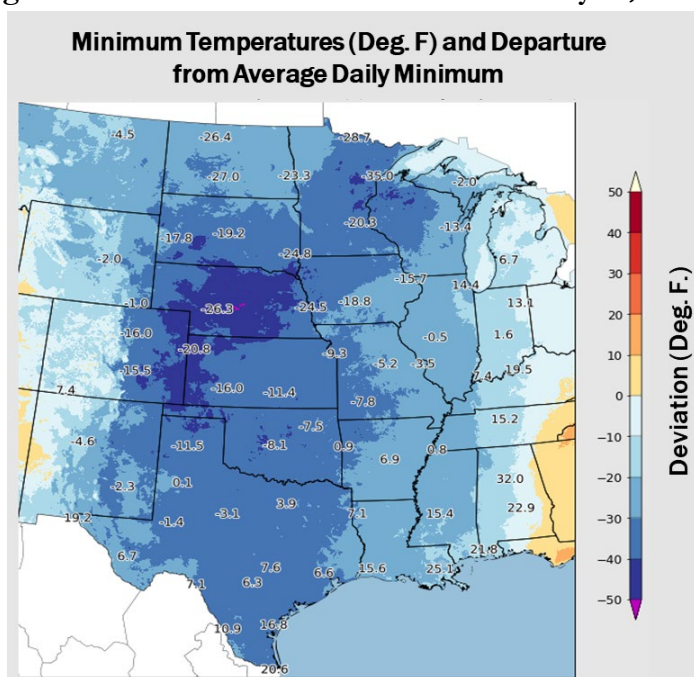 Minimum Temperatures (Deg. F) and Departure
from Average Daily Minimum
-4.5 -26.4 -28.7
-27.0 -23.3 -35.0 -2.0
-17.8 -19.2 -20.3 -13.4
-2.0 -24.8 6.7
-15.7 14.4
-1.0 -26.3 -24.5 -18.8 13.1
-16.0 -0.5 1.6
-20.8 -9.3
15.5 -5.2 -3.5 7.4 19.5
7.4 -16.0 -11.4 -7.8
-7.5 15.2
-4.6 -11.5 -8.1 0.9 6.9 0.8
-2.3 0.1 32.0
3.9 22.9
19.2 -1.4 -3.1 7.1 15.4
6.7 21.8
7.1 6.3 7.6 6.6 15.6 25.1
10.9 16.8
20.6
50
40
30
20
10
0
−10
−20
−30
−40
−50
Deviation (Deg. F.)